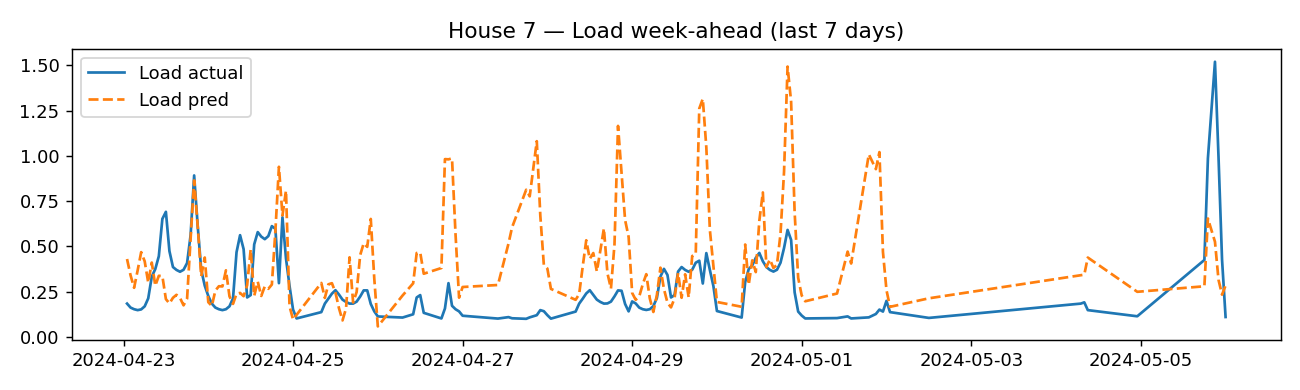 House 7 — Load week-ahead (last 7 days)
Load actual
Load pred
1.50
1.25
1.00
0.75
0.50
0.25
0.00
2024-04-23 2024-04-25 2024-04-27 2024-04-29 2024-05-01 2024-05-03 2024-05-05